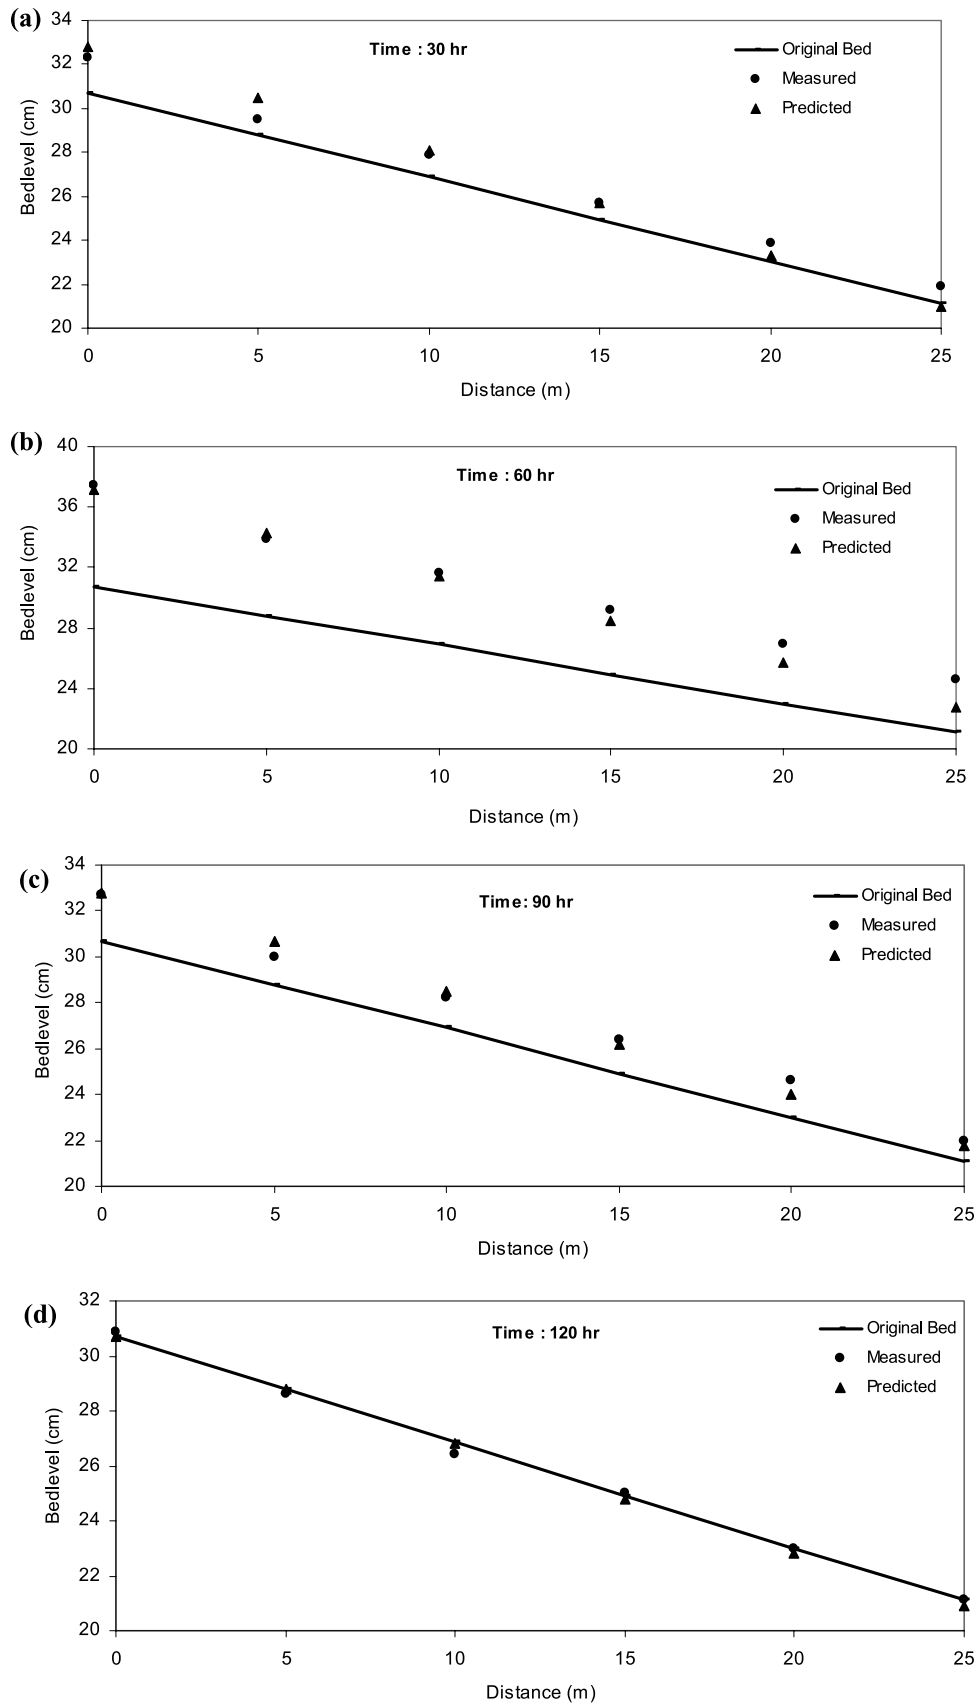 (a)
34
32
30
28
26
24
22
20
Bedlevel (cm)
Time : 30 hr
Original Bed
Measured
Predicted
0 5 10 15 20 25
Distance (m)
(b)
40
36
32
28
24
20
Bedlevel (cm)
Time : 60 hr
Original Bed
Measured
Predicted
0 5 10 15 20 25
Distance (m)
(c)
34
32
30
28
26
24
22
20
Bedlevel (cm)
Time: 90 hr
Original Bed
Measured
Predicted
0 5 10 15 20 25
Distance (m)
(d)
32
30
28
26
24
22
20
Bedlevel (cm)
Time : 120 hr
Original Bed
Measured
Predicted
0 5 10 15 20 25
Distance (m)